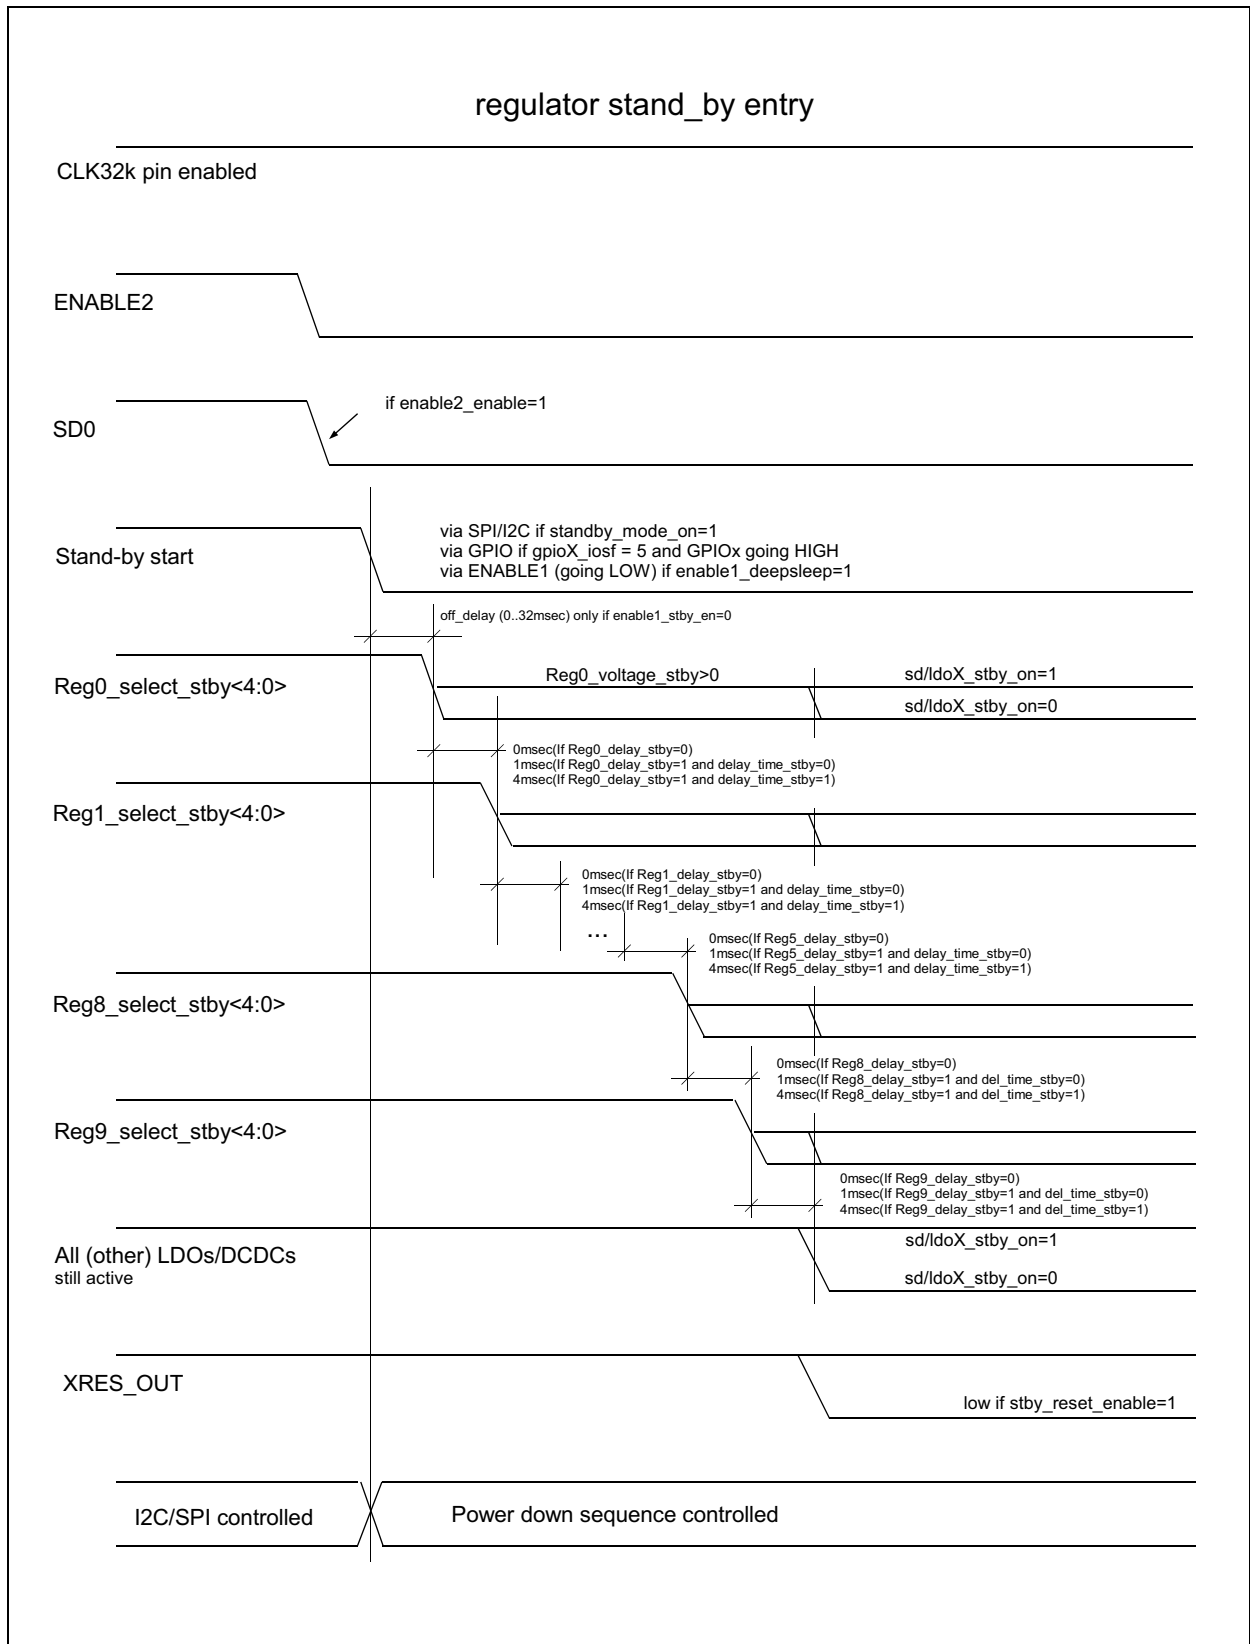 regulator stand_by entry
CLK32k pin enabled
ENABLE2
if enable2_enable=1
SD0
via SPI/I2C if standby_mode_on=1
via GPIO if gpioX_iosf = 5 and GPIOx going HIGH
via ENABLE1 (going LOW) if enable1_deepsleep=1
Stand-by start
off_delay (0..32msec) only if enable1_stby_en=0
Reg0_voltage_stby>0
sd/ldoX_stby_on=1
Reg0_select_stby<4:0>
sd/ldoX_stby_on=0
0msec(If Reg0_delay_stby=0)
1msec(If Reg0_delay_stby=1 and delay_time_stby=0)
4msec(If Reg0_delay_stby=1 and delay_time_stby=1)
Reg1_select_stby<4:0>
0msec(If Reg1_delay_stby=0)
1msec(If Reg1_delay_stby=1 and delay_time_stby=0)
4msec(If Reg1_delay_stby=1 and delay_time_stby=1)
...
0msec(If Reg5_delay_stby=0)
1msec(If Reg5_delay_stby=1 and delay_time_stby=0)
4msec(If Reg5_delay_stby=1 and delay_time_stby=1)
Reg8_select_stby<4:0>
0msec(If Reg8_delay_stby=0)
1msec(If Reg8_delay_stby=1 and del_time_stby=0)
4msec(If Reg8_delay_stby=1 and del_time_stby=1)
Reg9_select_stby<4:0>
0msec(If Reg9_delay_stby=0)
1msec(If Reg9_delay_stby=1 and del_time_stby=0)
4msec(If Reg9_delay_stby=1 and del_time_stby=1)
sd/ldoX_stby_on=1
All (other) LDOs/DCDCs
still active
sd/ldoX_stby_on=0
XRES_OUT
low if stby_reset_enable=1
I2C/SPI controlled
Power down sequence controlled